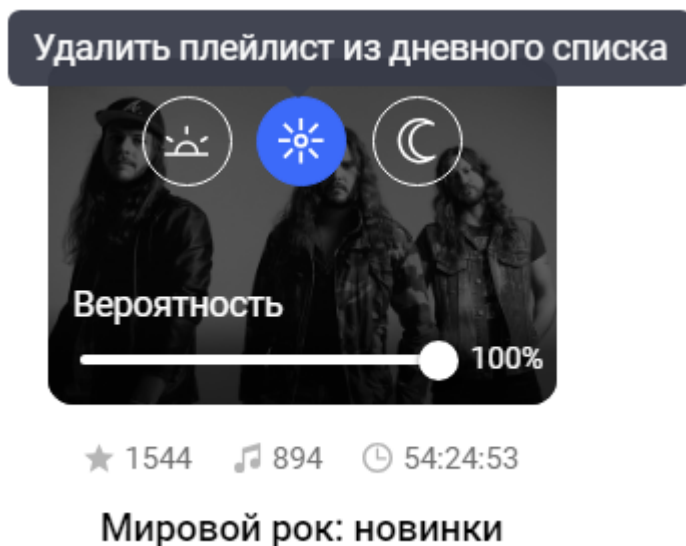 Удалить плейлист из дневного списка
Вероятность
100%
1544 894 54:24:53
Мировой рок: новинки